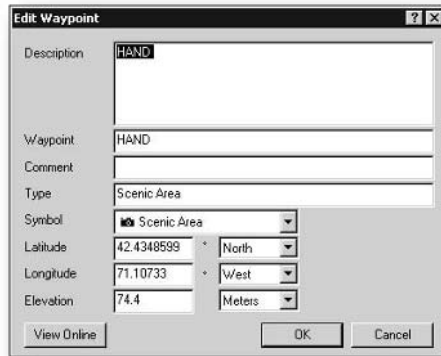 Edit Waypoint
Description HAND
Waypoint HAND
Comment
Type Scenic Area
Symbol Scenic Area
Latitude 42.4348599 ° North
Longitude 71.10733 ° West
Elevation 74.4 Meters
View Online OK Cancel